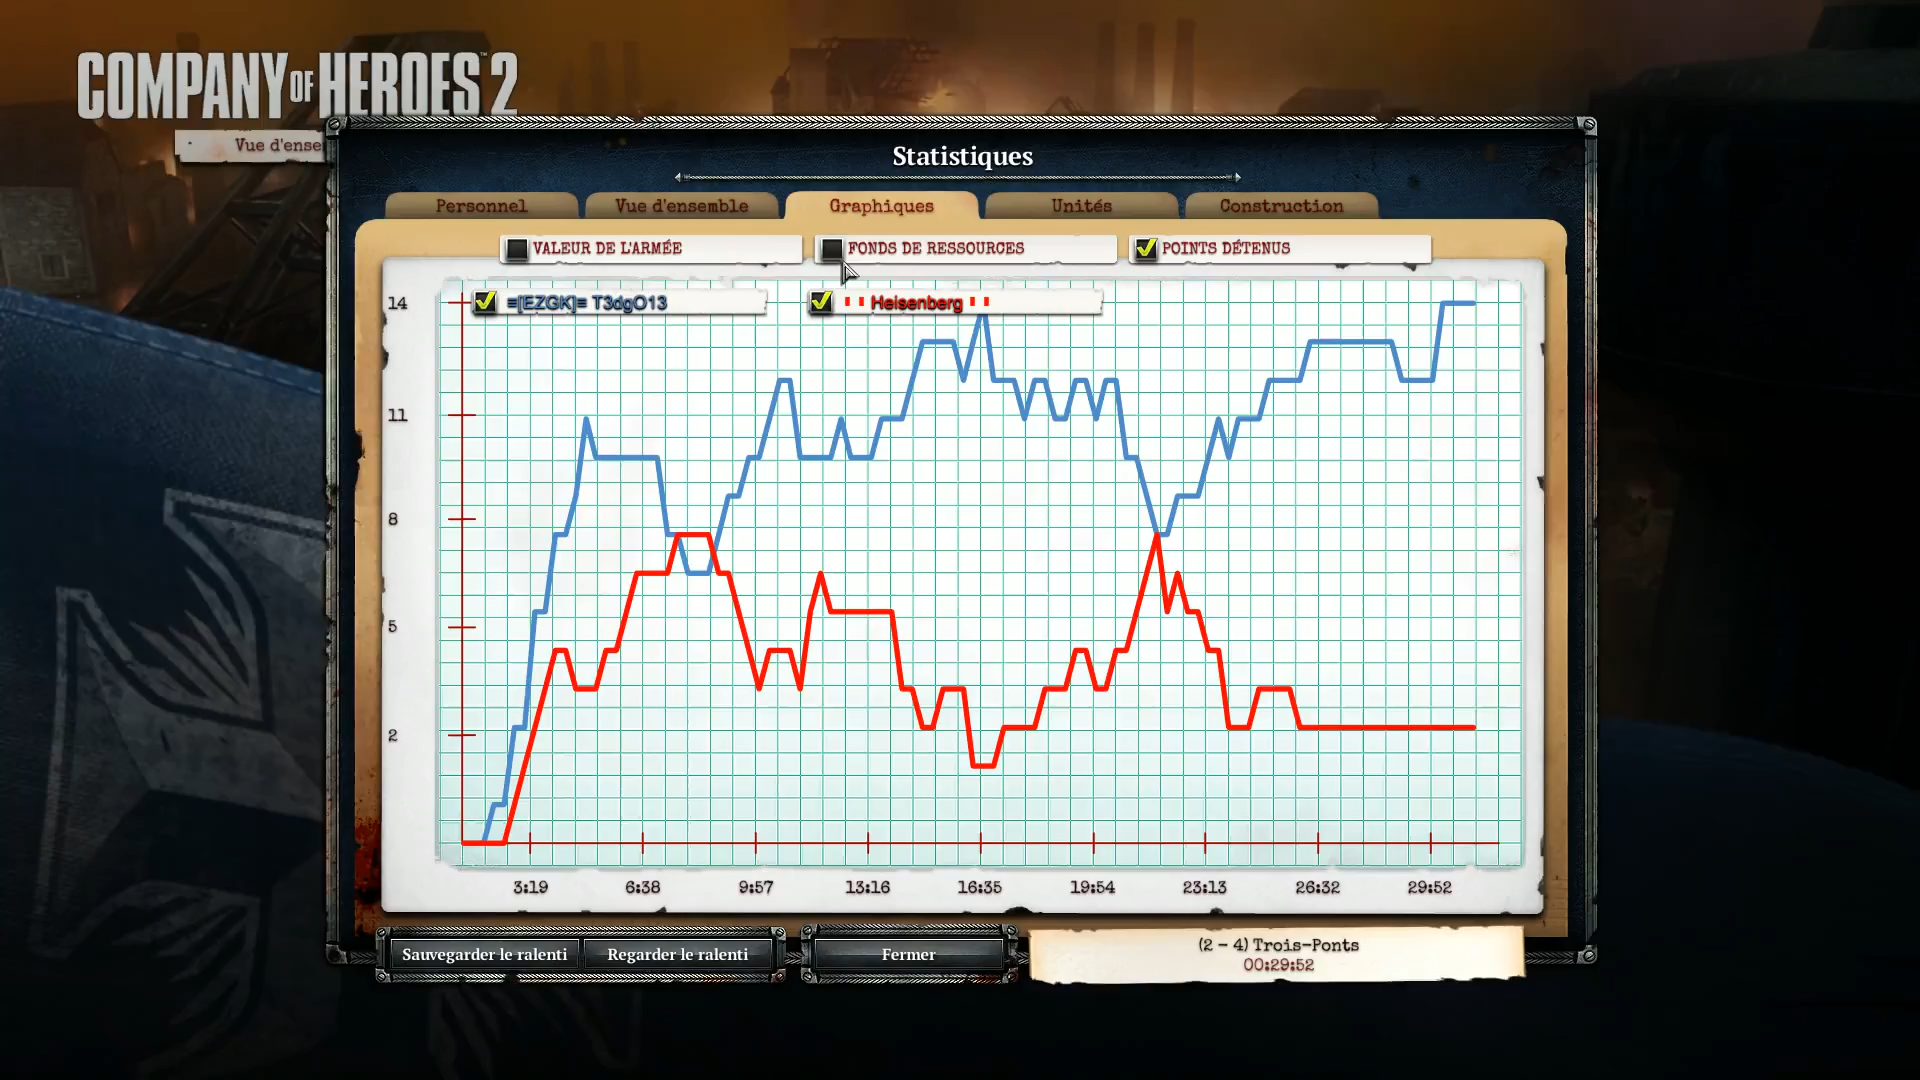 COMPANY OF HEROES 2
Vue d'ense
Statistiques
Personnel
Vue d'ensemble
Graphiques
Unités
Construction
VALEUR DE L'ARMÉE
FONDS DE RESSOURCES
POINTS DÉTENUS
≡[EZGK]≡ T3dgO13
Heisenberg
14
11
8
5
2
3:19
6:38
9:57
13:16
16:35
19:54
23:13
26:32
29:52
Sauvegarder le ralenti
Regarder le ralenti
Fermer
(2 - 4) Trois-Ponts
00:29:52